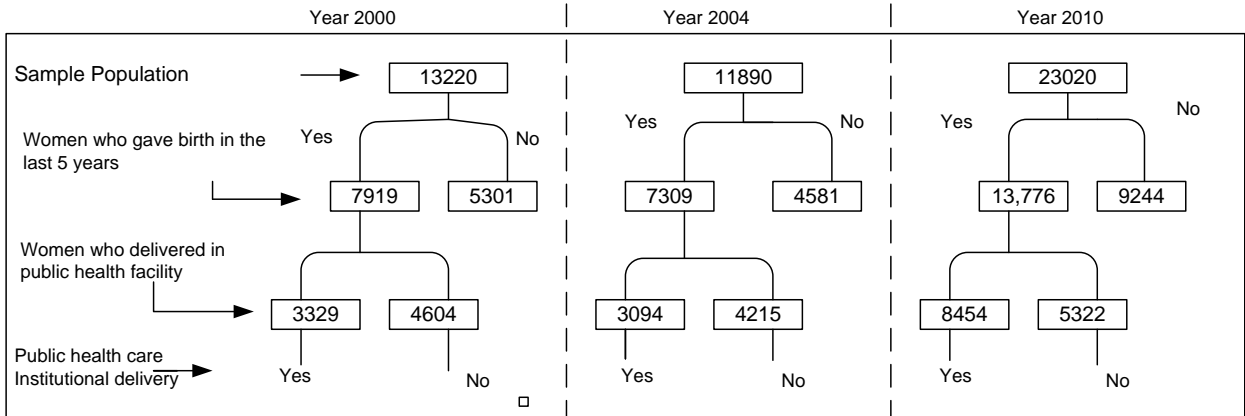 Year 2000 Year 2004 Year 2010
Sample Population 13220 11890 23020
Yes No Yes No Yes No
Women who gave birth in the
last 5 years
7919 5301 7309 4581 13,776 9244
Women who delivered in
public health facility
3329 4604 3094 4215 8454 5322
Public health care
Institutional delivery
Yes No Yes No Yes No